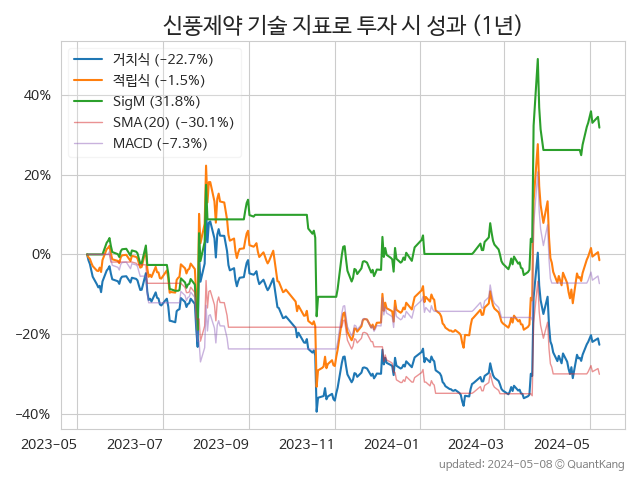 신풍제약 기술 지표로 투자 시 성과 (1년)
거치식 (−22.7%)
적립식 (−1.5%)
SigM (31.8%)
SMA(20) (−30.1%)
MACD (−7.3%)
40%
20%
0%
−20%
−40%
2023-05 2023-07 2023-09 2023-11 2024-01 2024-03 2024-05
updated: 2024-05-08 © QuantKang